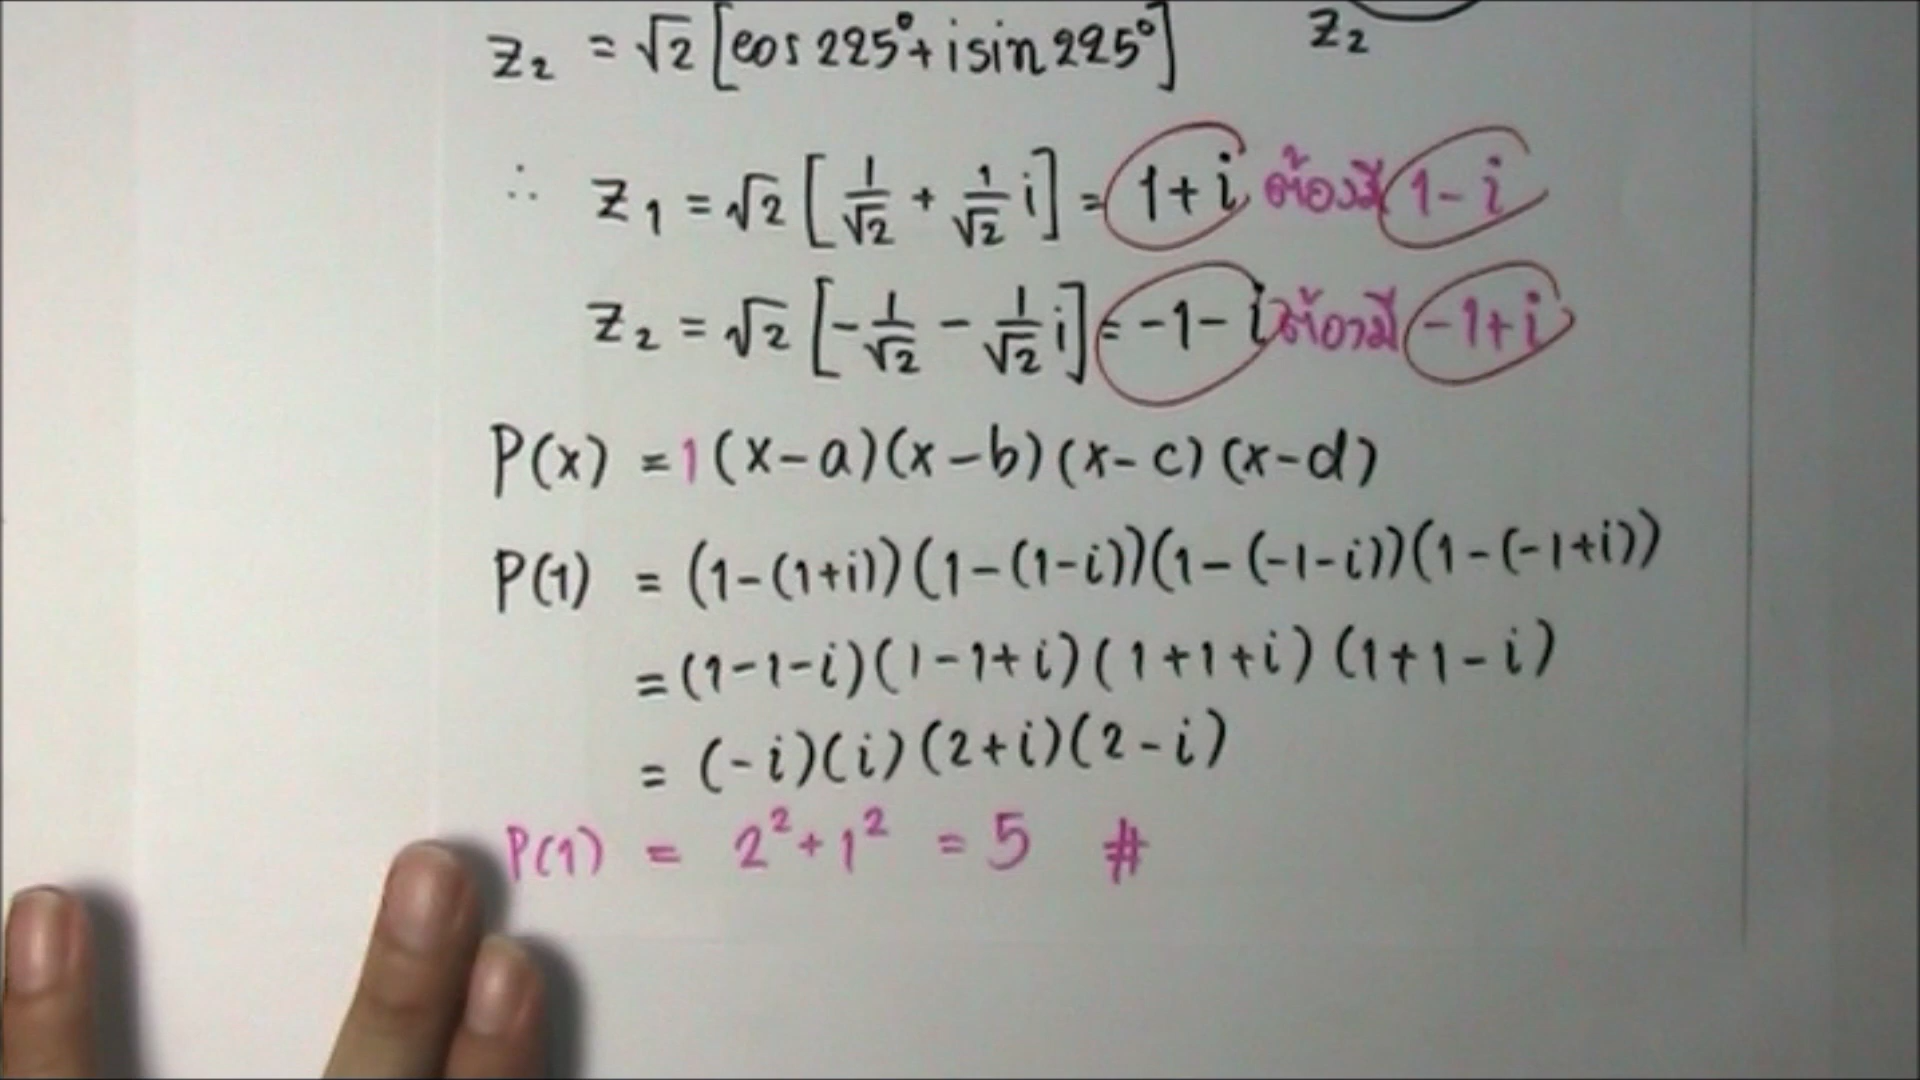 z₂ = √2 [cos 225° + i sin 225°] z₂
∴ z₁ = √2 [1/√2 + 1/√2 i] = 1+i ต้องมี 1-i
z₂ = √2 [-1/√2 - 1/√2 i] = -1-i ต้องมี -1+i
P(x) = 1(x-a)(x-b)(x-c)(x-d)
P(1) = (1-(1+i))(1-(1-i))(1-(-1-i))(1-(-1+i))
= (1-1-i)(1-1+i)(1+1+i)(1+1-i)
= (-i)(i)(2+i)(2-i)
P(1) = 2²+1² = 5 #